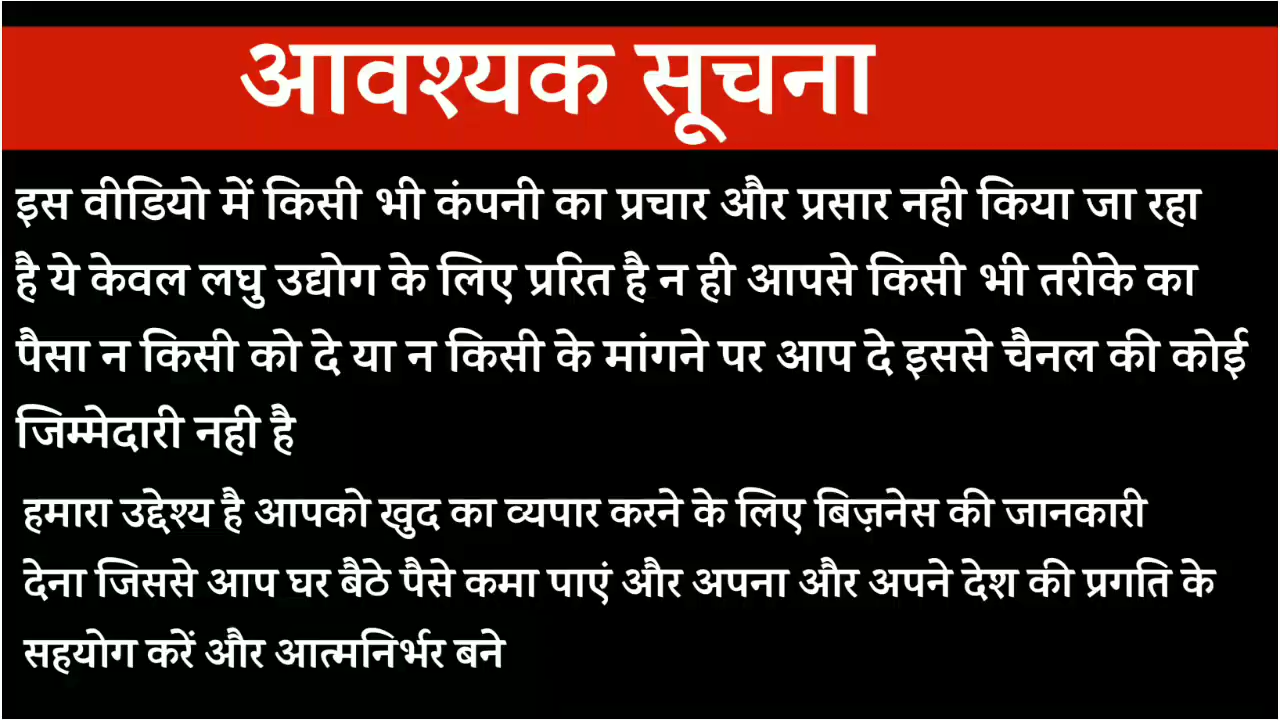 आवश्यक सूचना
इस वीडियो में किसी भी कंपनी का प्रचार और प्रसार नही किया जा रहा
है ये केवल लघु उद्योग के लिए प्ररित है न ही आपसे किसी भी तरीके का
पैसा न किसी को दे या न किसी के मांगने पर आप दे इससे चैनल की कोई
जिम्मेदारी नही है
हमारा उद्देश्य है आपको खुद का व्यपार करने के लिए बिज़नेस की जानकारी
देना जिससे आप घर बैठे पैसे कमा पाएं और अपना और अपने देश की प्रगति के
सहयोग करें और आत्मनिर्भर बने